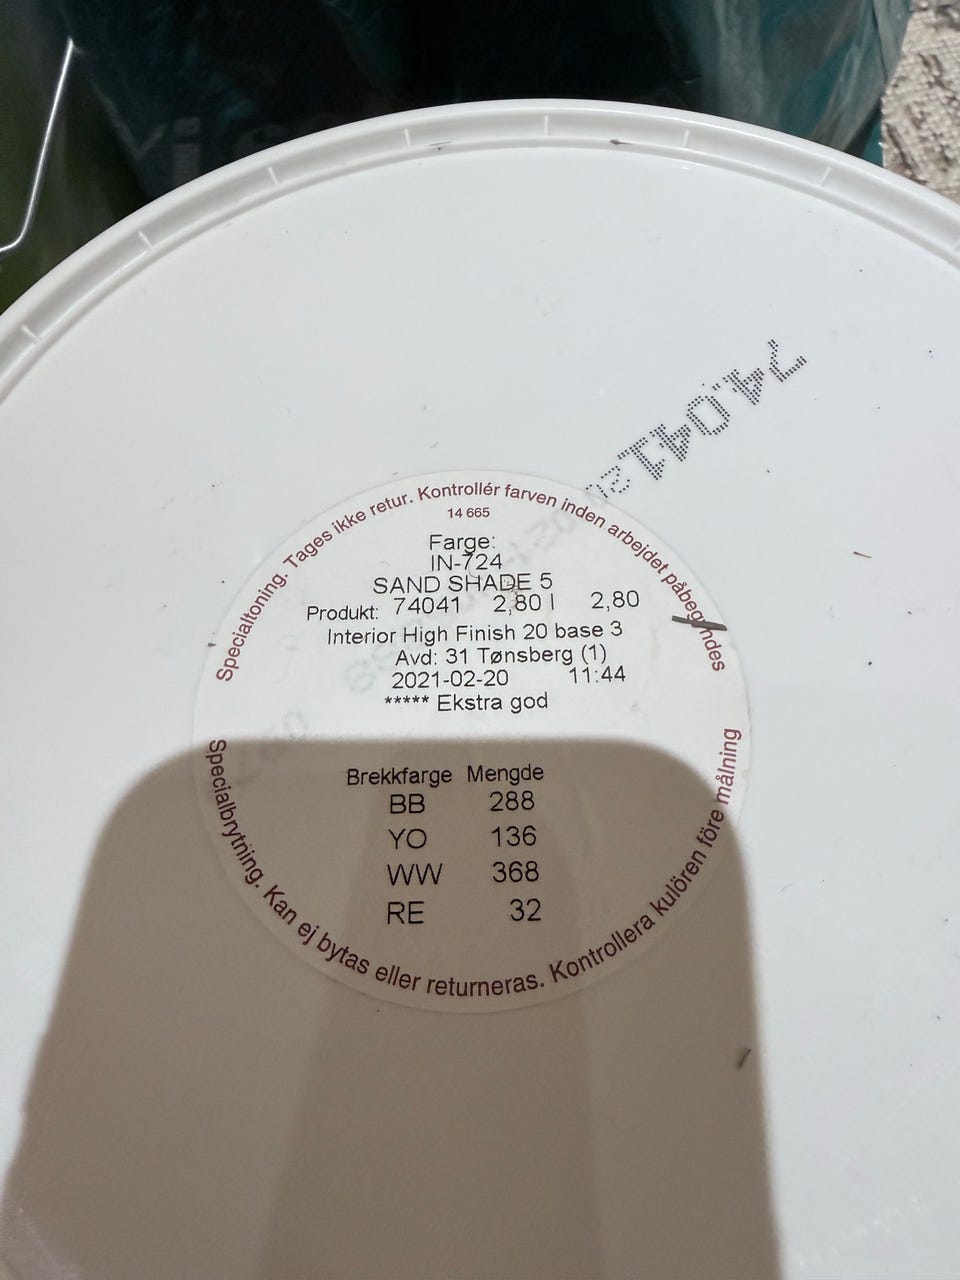 74.041
Specialtoning. Tages ikke retur. Kontrollér farven inden arbejdet påbegyndes
14 665
Farge:
IN-724
SAND SHADE 5
Produkt: 74041 2,80 l 2,80
Interior High Finish 20 base 3
Avd: 31 Tønsberg (1)
2021-02-20 11:44
***** Ekstra god
Brekkfarge Mengde
BB 288
YO 136
WW 368
RE 32
Specialbrytning. Kan ej bytas eller returneras. Kontrollera kulören före målning